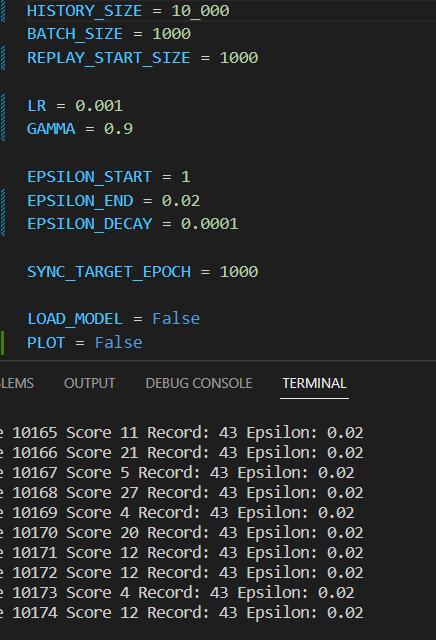 HISTORY_SIZE = 10_000
BATCH_SIZE = 1000
REPLAY_START_SIZE = 1000
LR = 0.001
GAMMA = 0.9
EPSILON_START = 1
EPSILON_END = 0.02
EPSILON_DECAY = 0.0001
SYNC_TARGET_EPOCH = 1000
LOAD_MODEL = False
PLOT = False
BLEMS OUTPUT DEBUG CONSOLE TERMINAL
e 10165 Score 11 Record: 43 Epsilon: 0.02
e 10166 Score 21 Record: 43 Epsilon: 0.02
e 10167 Score 5 Record: 43 Epsilon: 0.02
e 10168 Score 27 Record: 43 Epsilon: 0.02
e 10169 Score 4 Record: 43 Epsilon: 0.02
e 10170 Score 20 Record: 43 Epsilon: 0.02
e 10171 Score 12 Record: 43 Epsilon: 0.02
e 10172 Score 12 Record: 43 Epsilon: 0.02
e 10173 Score 4 Record: 43 Epsilon: 0.02
e 10174 Score 12 Record: 43 Epsilon: 0.02